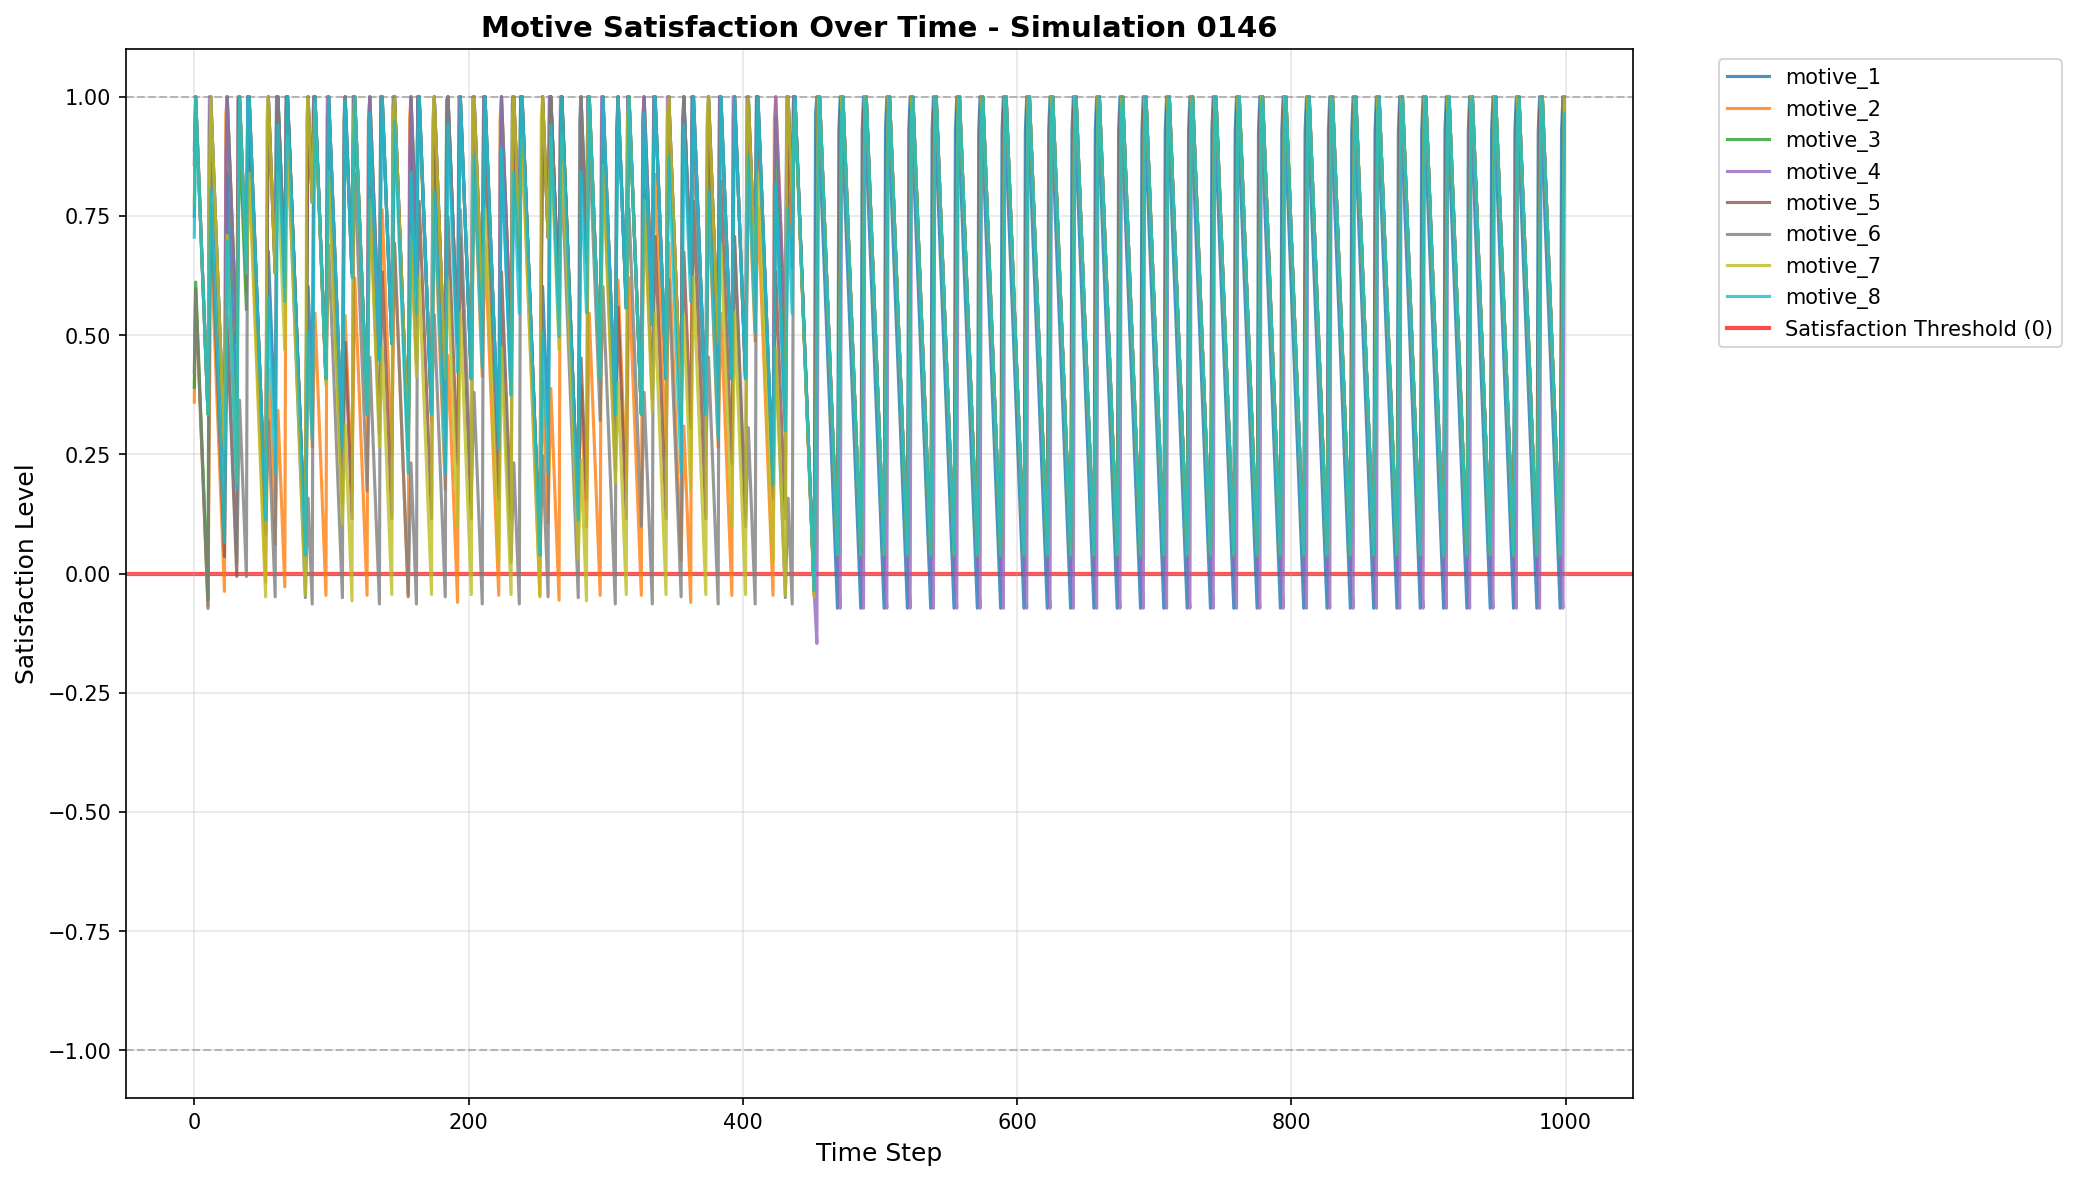 Motive Satisfaction Over Time - Simulation 0146
motive_1
motive_2
motive_3
motive_4
motive_5
motive_6
motive_7
motive_8
Satisfaction Threshold (0)
Satisfaction Level
1.00
0.75
0.50
0.25
0.00
−0.25
−0.50
−0.75
−1.00
0 200 400 600 800 1000
Time Step